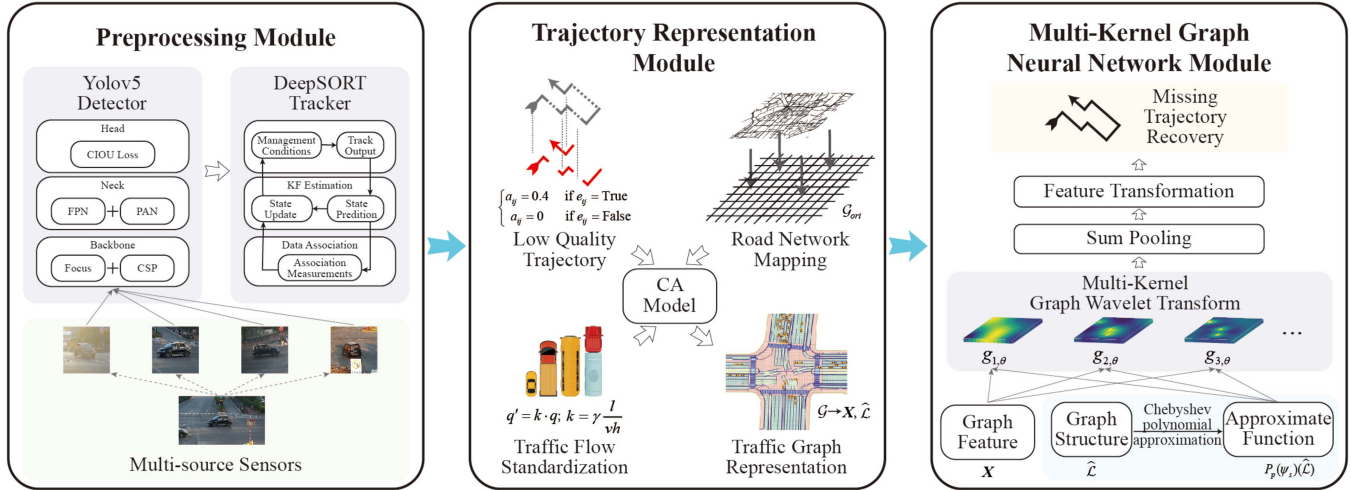 Preprocessing Module
Yolov5
Detector
DeepSORT
Tracker
Head
CIOU Loss
Neck
FPN + PAN
Backbone
Focus + CSP
Management
Conditions
Track
Output
KF Estimation
State
Update
State
Predition
Data Association
Association
Measurements
Multi-source Sensors
Trajectory Representation
Module
{ a_ij = 0.4 if e_ij = True
a_ij = 0 if e_ij = False
Low Quality
Trajectory
𝒢_ori
Road Network
Mapping
CA
Model
q' = k · q; k = γ l/vh
Traffic Flow
Standardization
𝒢 → X, ℒ̂
Traffic Graph
Representation
Multi-Kernel Graph
Neural Network Module
Missing
Trajectory
Recovery
Feature Transformation
Sum Pooling
Multi-Kernel
Graph Wavelet Transform
...
g_1,θ g_2,θ g_3,θ
Graph
Feature
X
Graph
Structure
ℒ̂
Chebyshev
polynomial
approximation
Approximate
Function
P_p(ψ_s)(ℒ̂)